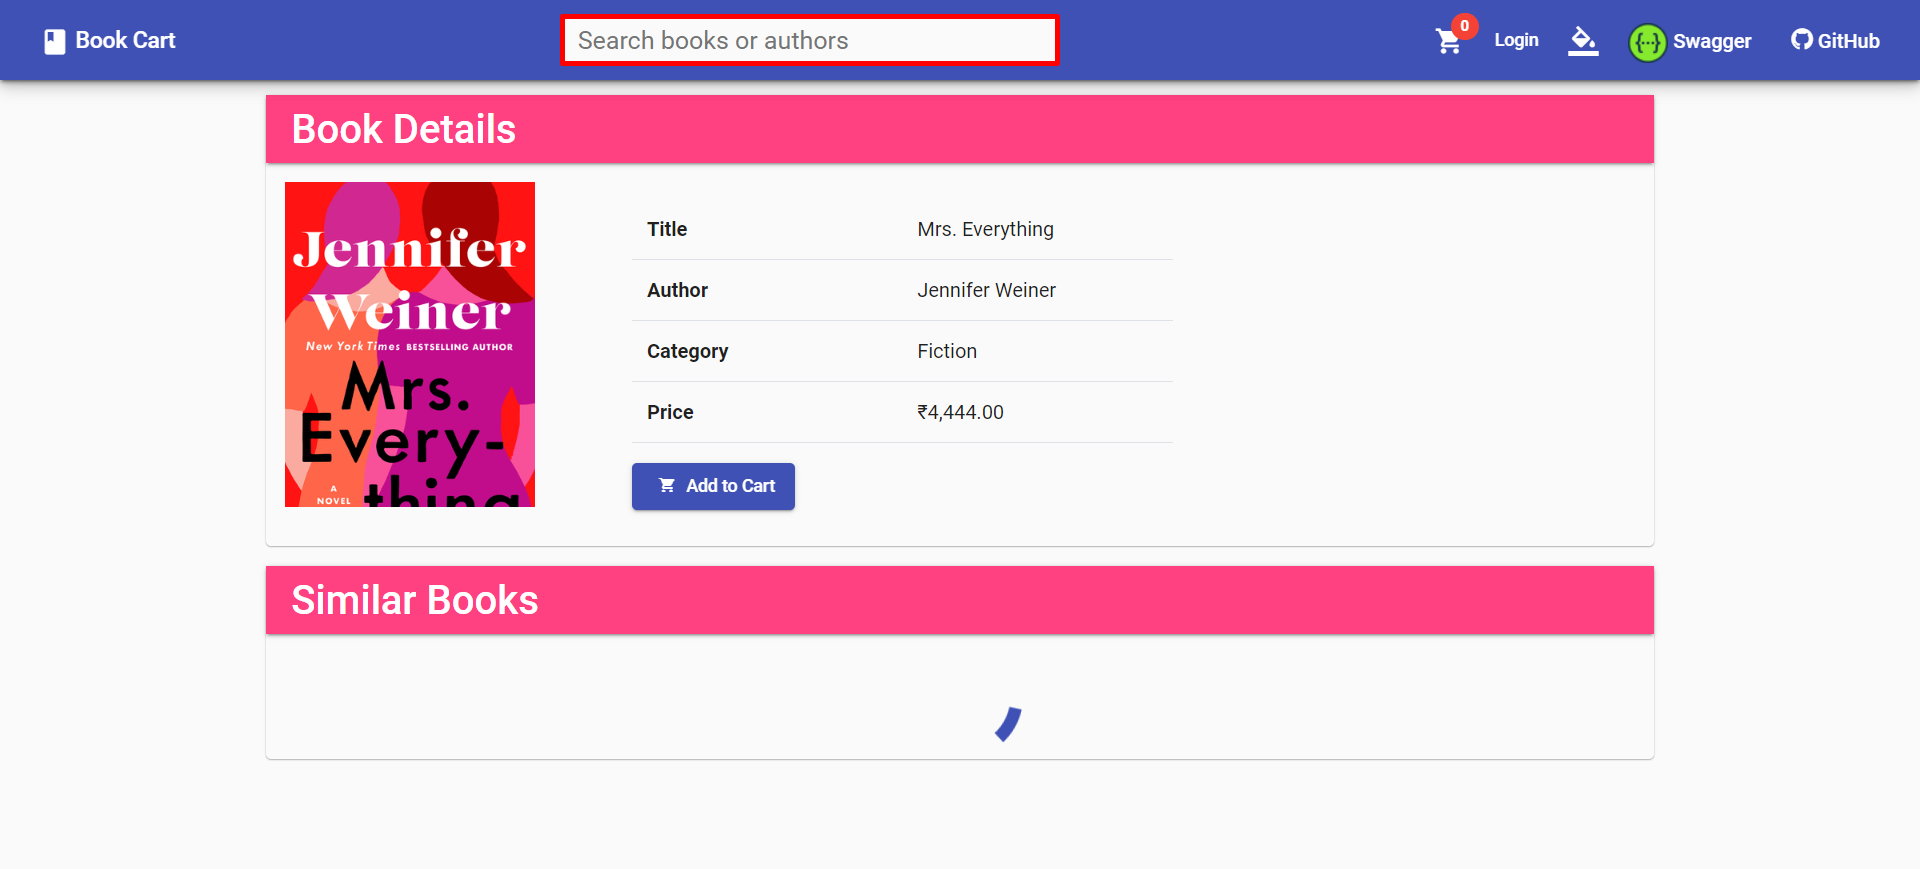 Book Cart
Search books or authors
0
Login
Swagger
GitHub
Book Details
Jennifer
Weiner
New York Times BESTSELLING AUTHOR
Mrs.
Every-
thing
A
NOVEL
Title Mrs. Everything
Author Jennifer Weiner
Category Fiction
Price ₹4,444.00
Add to Cart
Similar Books